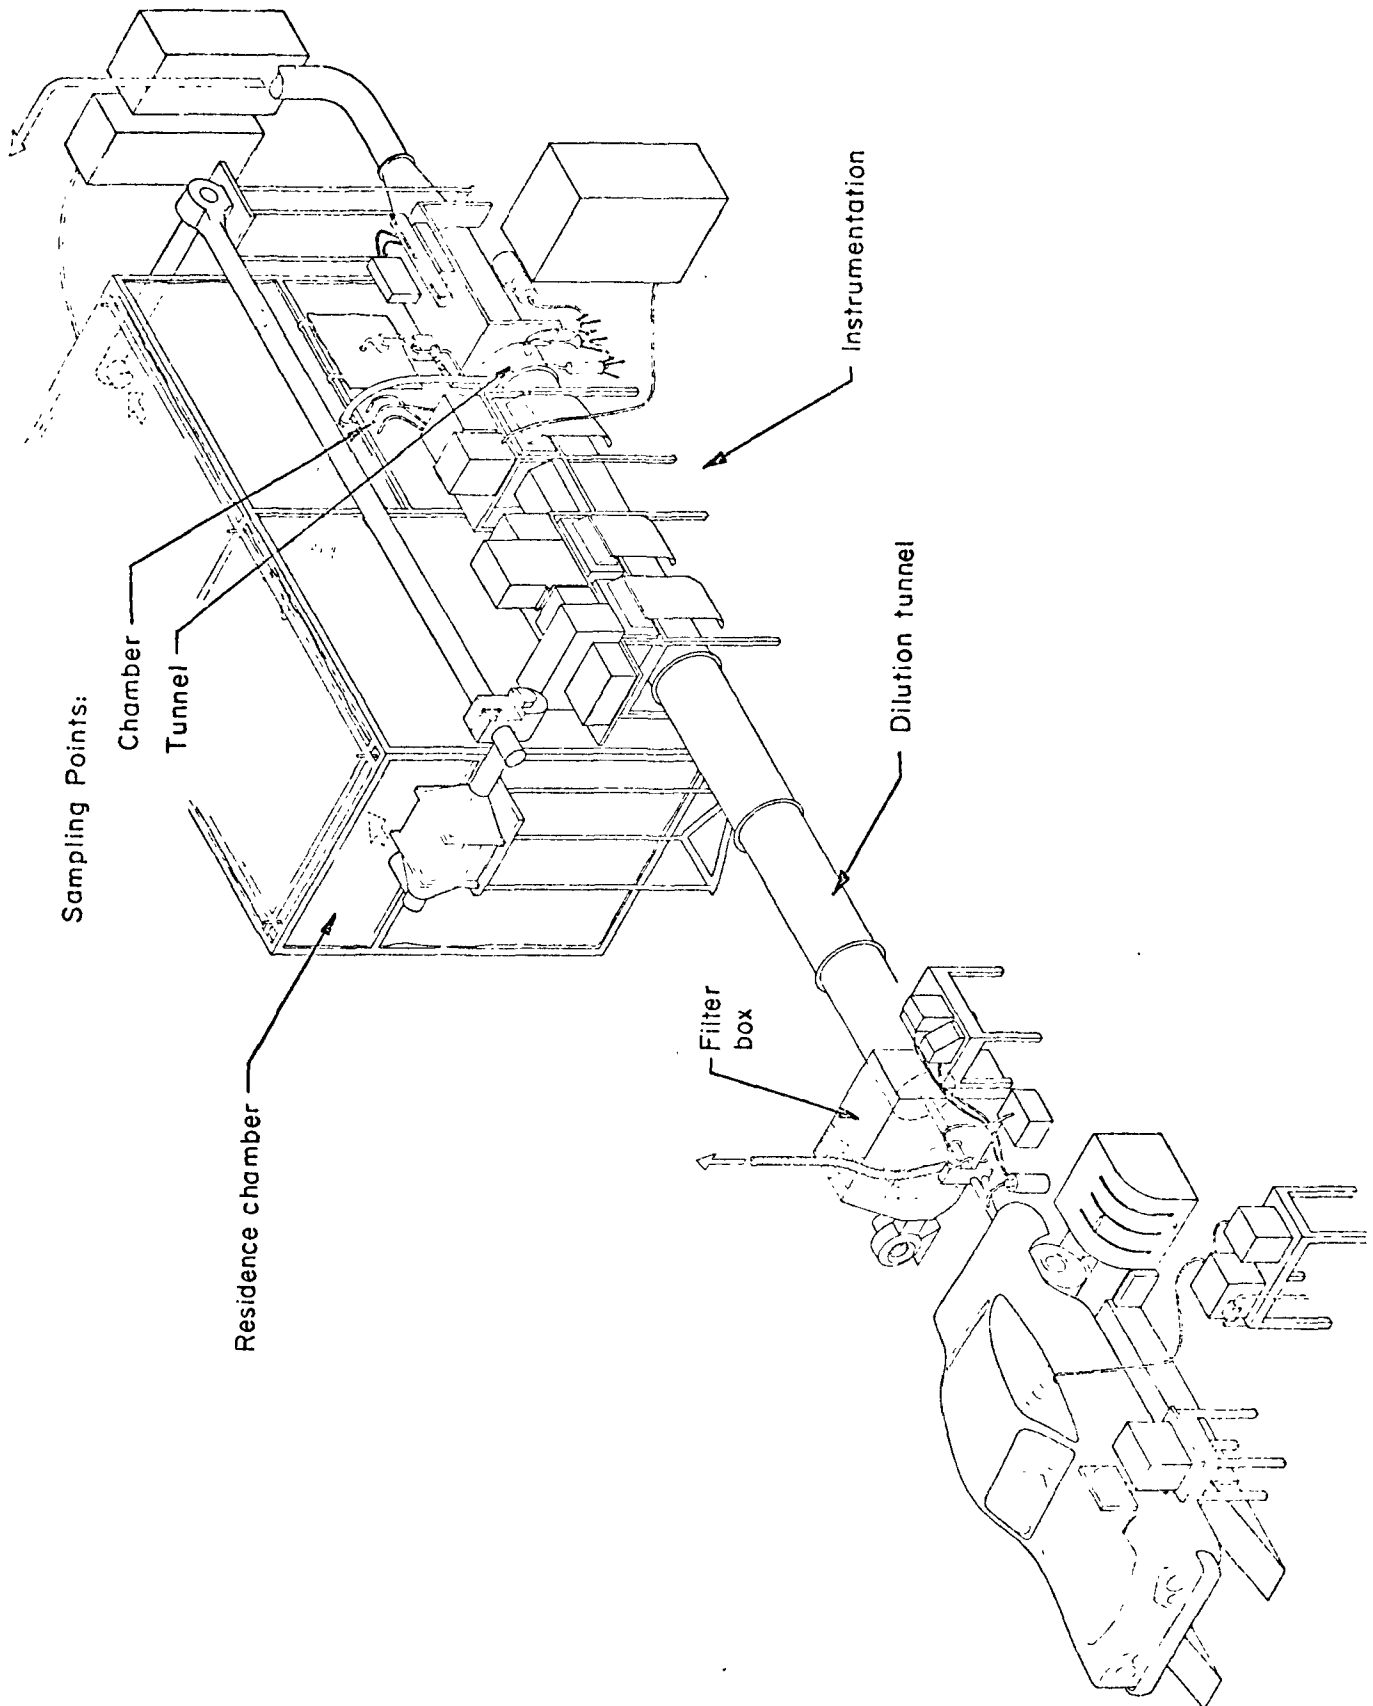 Sampling Points:
Chamber
Tunnel
Residence chamber
Instrumentation
Filter
box
Dilution tunnel